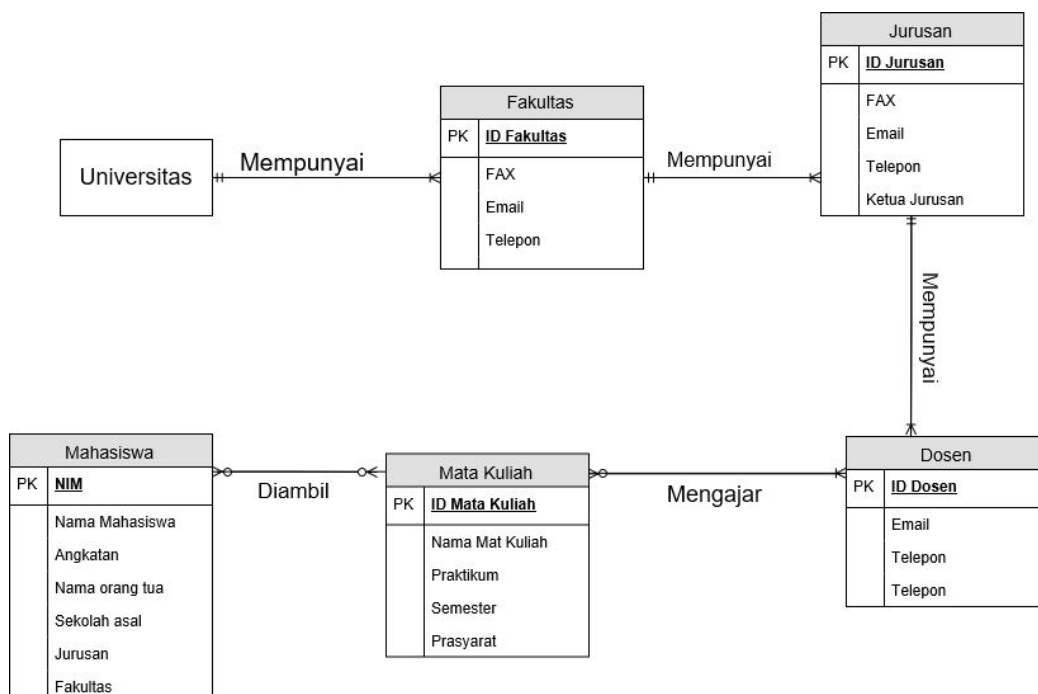 Jurusan
PK ID Jurusan
FAX
Email
Telepon
Ketua Jurusan
Fakultas
PK ID Fakultas
FAX
Email
Telepon
Universitas
Mempunyai
Mempunyai
Mempunyai
Mahasiswa
PK NIM
Nama Mahasiswa
Angkatan
Nama orang tua
Sekolah asal
Jurusan
Fakultas
Diambil
Mata Kuliah
PK ID Mata Kuliah
Nama Mat Kuliah
Praktikum
Semester
Prasyarat
Mengajar
Dosen
PK ID Dosen
Email
Telepon
Telepon